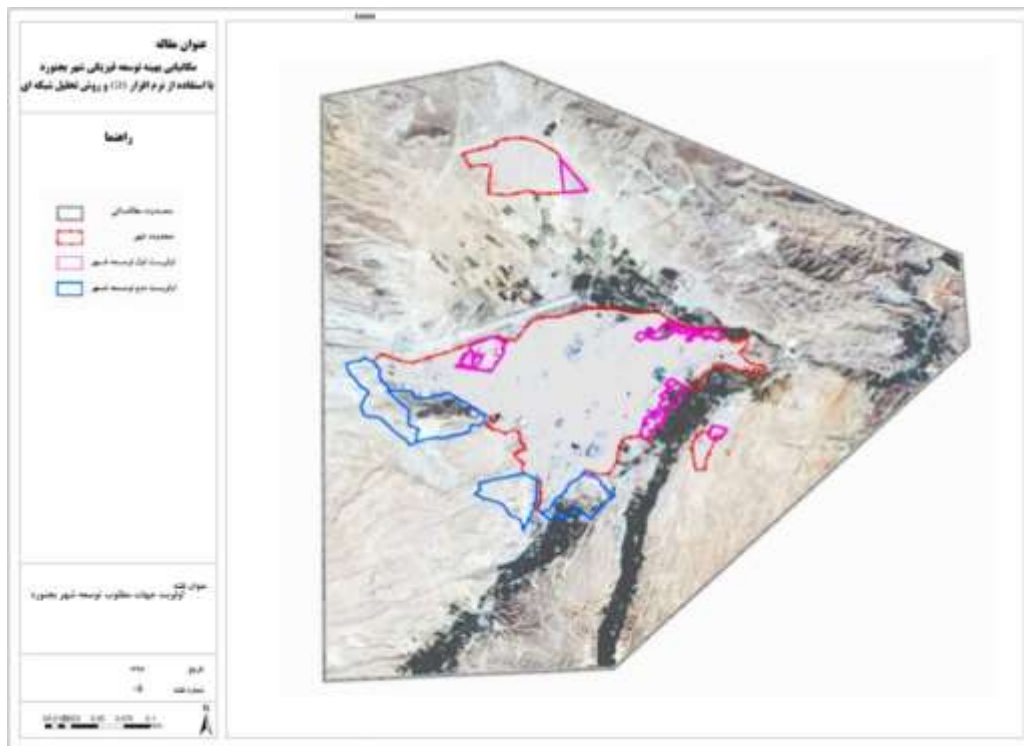 عنوان مقاله
مکانیابی بهینه توسعه فیزیکی شهر بجنورد
با استفاده از نرم افزار GIS و روش تحلیل شبکه ای
راهنما
محدوده مطالعاتی
محدوده شهر
اولویت اول توسعه شهر
اولویت دوم توسعه شهر
عنوان نقشه
اولویت جهات مطلوب توسعه شهر بجنورد
تاریخ
شماره نقشه
N